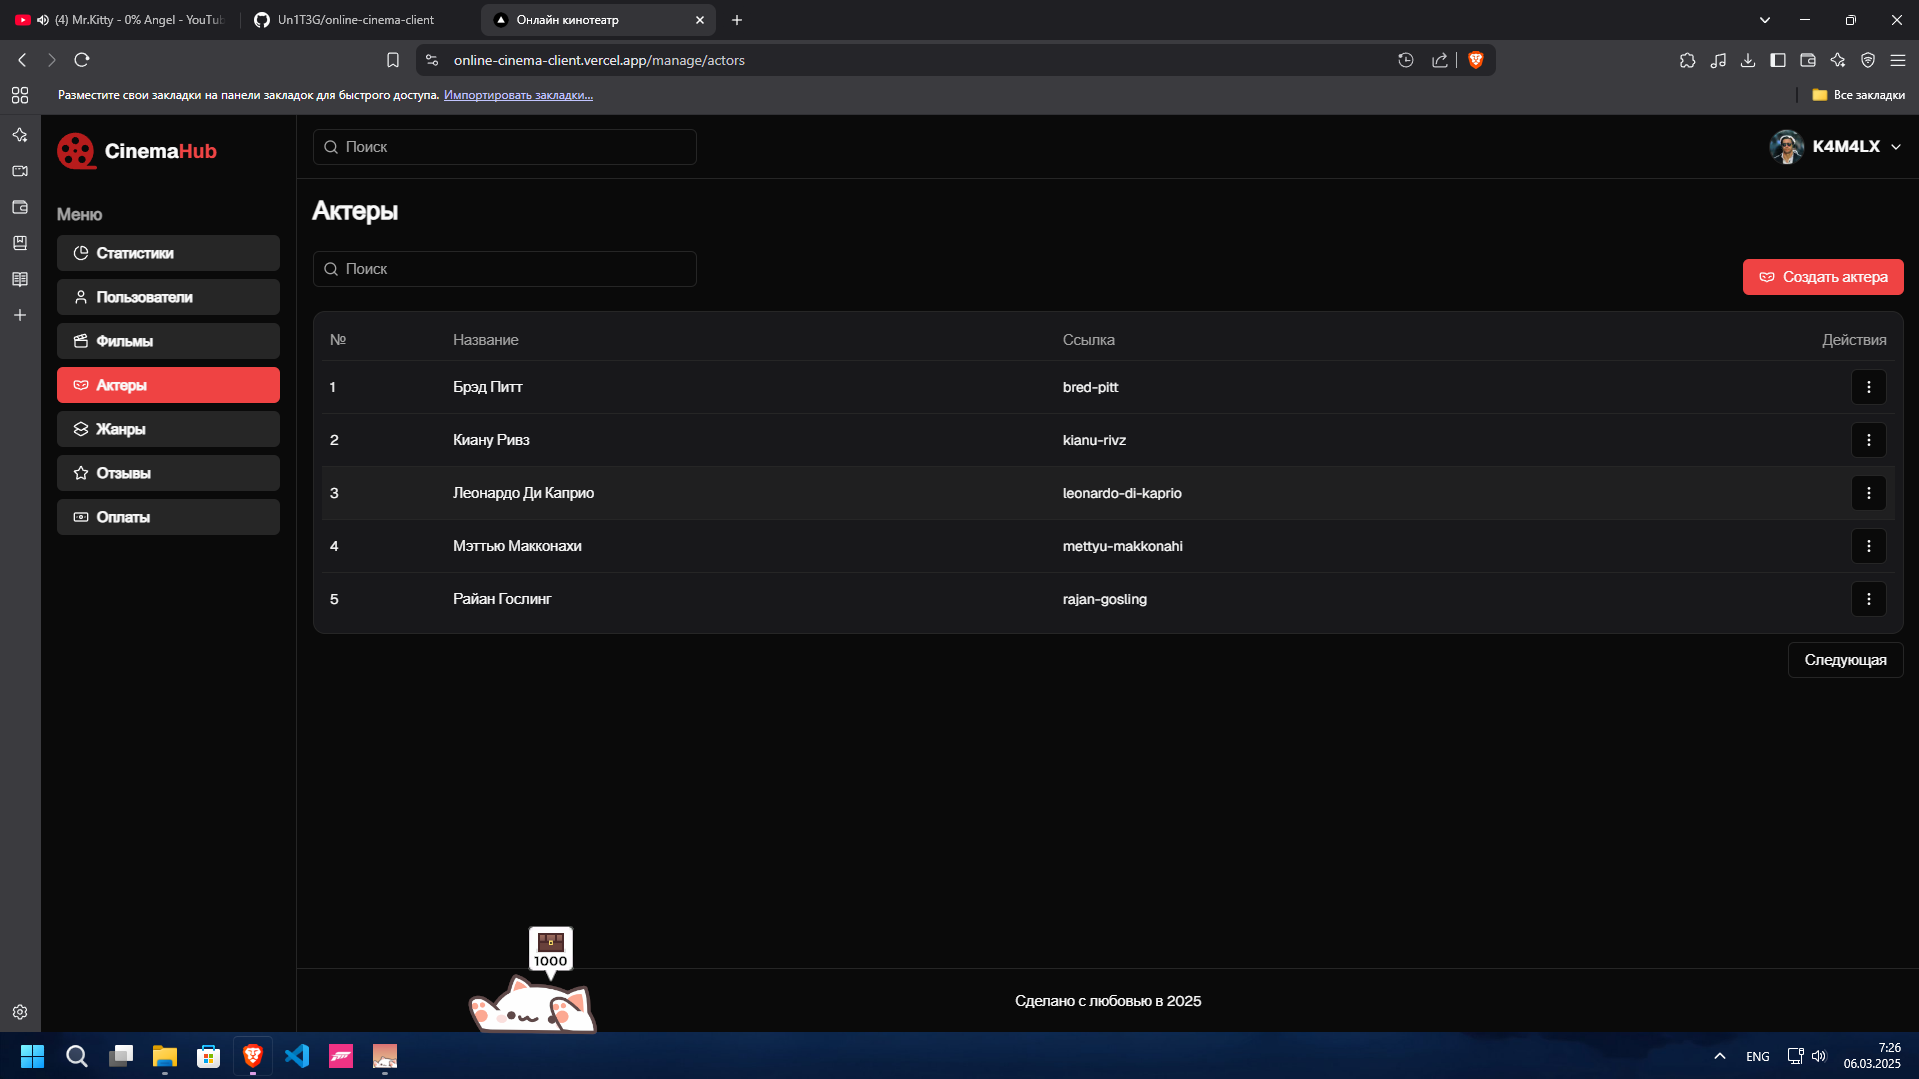 (4) Mr.Kitty - 0% Angel - YouTub
Un1T3G/online-cinema-client
Онлайн кинотеатр
online-cinema-client.vercel.app/manage/actors
Разместите свои закладки на панели закладок для быстрого доступа. Импортировать закладки...
Все закладки
CinemaHub
Поиск
K4M4LX
Меню
Статистики
Пользователи
Фильмы
Актеры
Жанры
Отзывы
Оплаты
Актеры
Поиск
Создать актера
№ Название Ссылка Действия
1 Брэд Питт bred-pitt
2 Киану Ривз kianu-rivz
3 Леонардо Ди Каприо leonardo-di-kaprio
4 Мэттью Макконахи mettyu-makkonahi
5 Райан Гослинг rajan-gosling
Следующая
1000
Сделано с любовью в 2025
ENG
7:26
06.03.2025